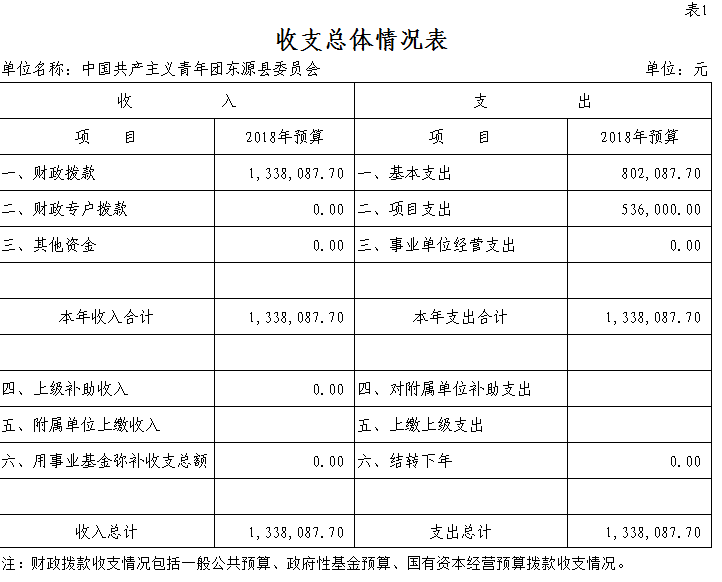 表1
收支总体情况表
单位名称：中国共产主义青年团东源县委员会 单位：元
收 入 支 出
项 目 2018年预算 项 目 2018年预算
一、财政拨款 1,338,087.70 一、基本支出 802,087.70
二、财政专户拨款 0.00 二、项目支出 536,000.00
三、其他资金 0.00 三、事业单位经营支出 0.00
本年收入合计 1,338,087.70 本年支出合计 1,338,087.70
四、上级补助收入 0.00 四、对附属单位补助支出
五、附属单位上缴收入 五、上缴上级支出
六、用事业基金弥补收支总额 0.00 六、结转下年 0.00
收入总计 1,338,087.70 支出总计 1,338,087.70
注：财政拨款收支情况包括一般公共预算、政府性基金预算、国有资本经营预算拨款收支情况。